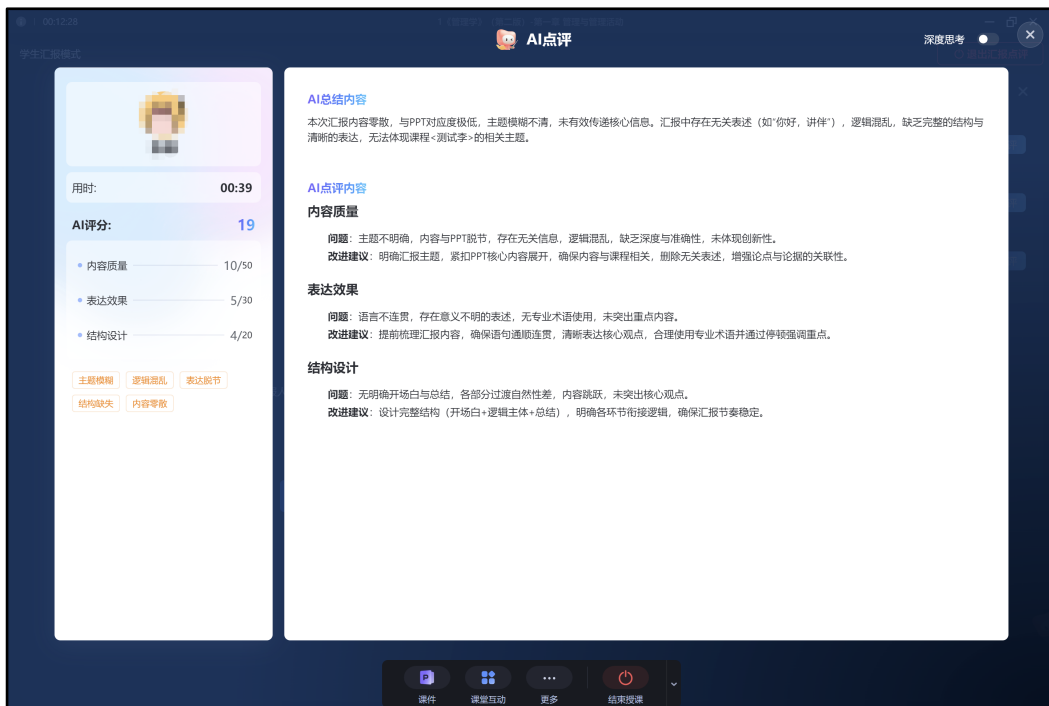 00:12:28
AI点评
深度思考
学生汇报模式
用时:
00:39
AI评分:
19
内容质量
10/50
表达效果
5/30
结构设计
4/20
主题模糊
逻辑混乱
表达脱节
结构缺失
内容零散
AI总结内容
本次汇报内容零散，与PPT对应度极低，主题模糊不清，未有效传递核心信息。汇报中存在无关表述（如"你好，讲伴"），逻辑混乱，缺乏完整的结构与
清晰的表达，无法体现课程<测试李>的相关主题。
AI点评内容
内容质量
问题：主题不明确，内容与PPT脱节，存在无关信息，逻辑混乱，缺乏深度与准确性，未体现创新性。
改进建议：明确汇报主题，紧扣PPT核心内容展开，确保内容与课程相关，删除无关表述，增强论点与论据的关联性。
表达效果
问题：语言不连贯，存在意义不明的表述，无专业术语使用，未突出重点内容。
改进建议：提前梳理汇报内容，确保语句通顺连贯，清晰表达核心观点，合理使用专业术语并通过停顿强调重点。
结构设计
问题：无明确开场白与总结，各部分过渡自然性差，内容跳跃，未突出核心观点。
改进建议：设计完整结构（开场白+逻辑主体+总结），明确各环节衔接逻辑，确保汇报节奏稳定。
课件
课堂互动
更多
结束授课